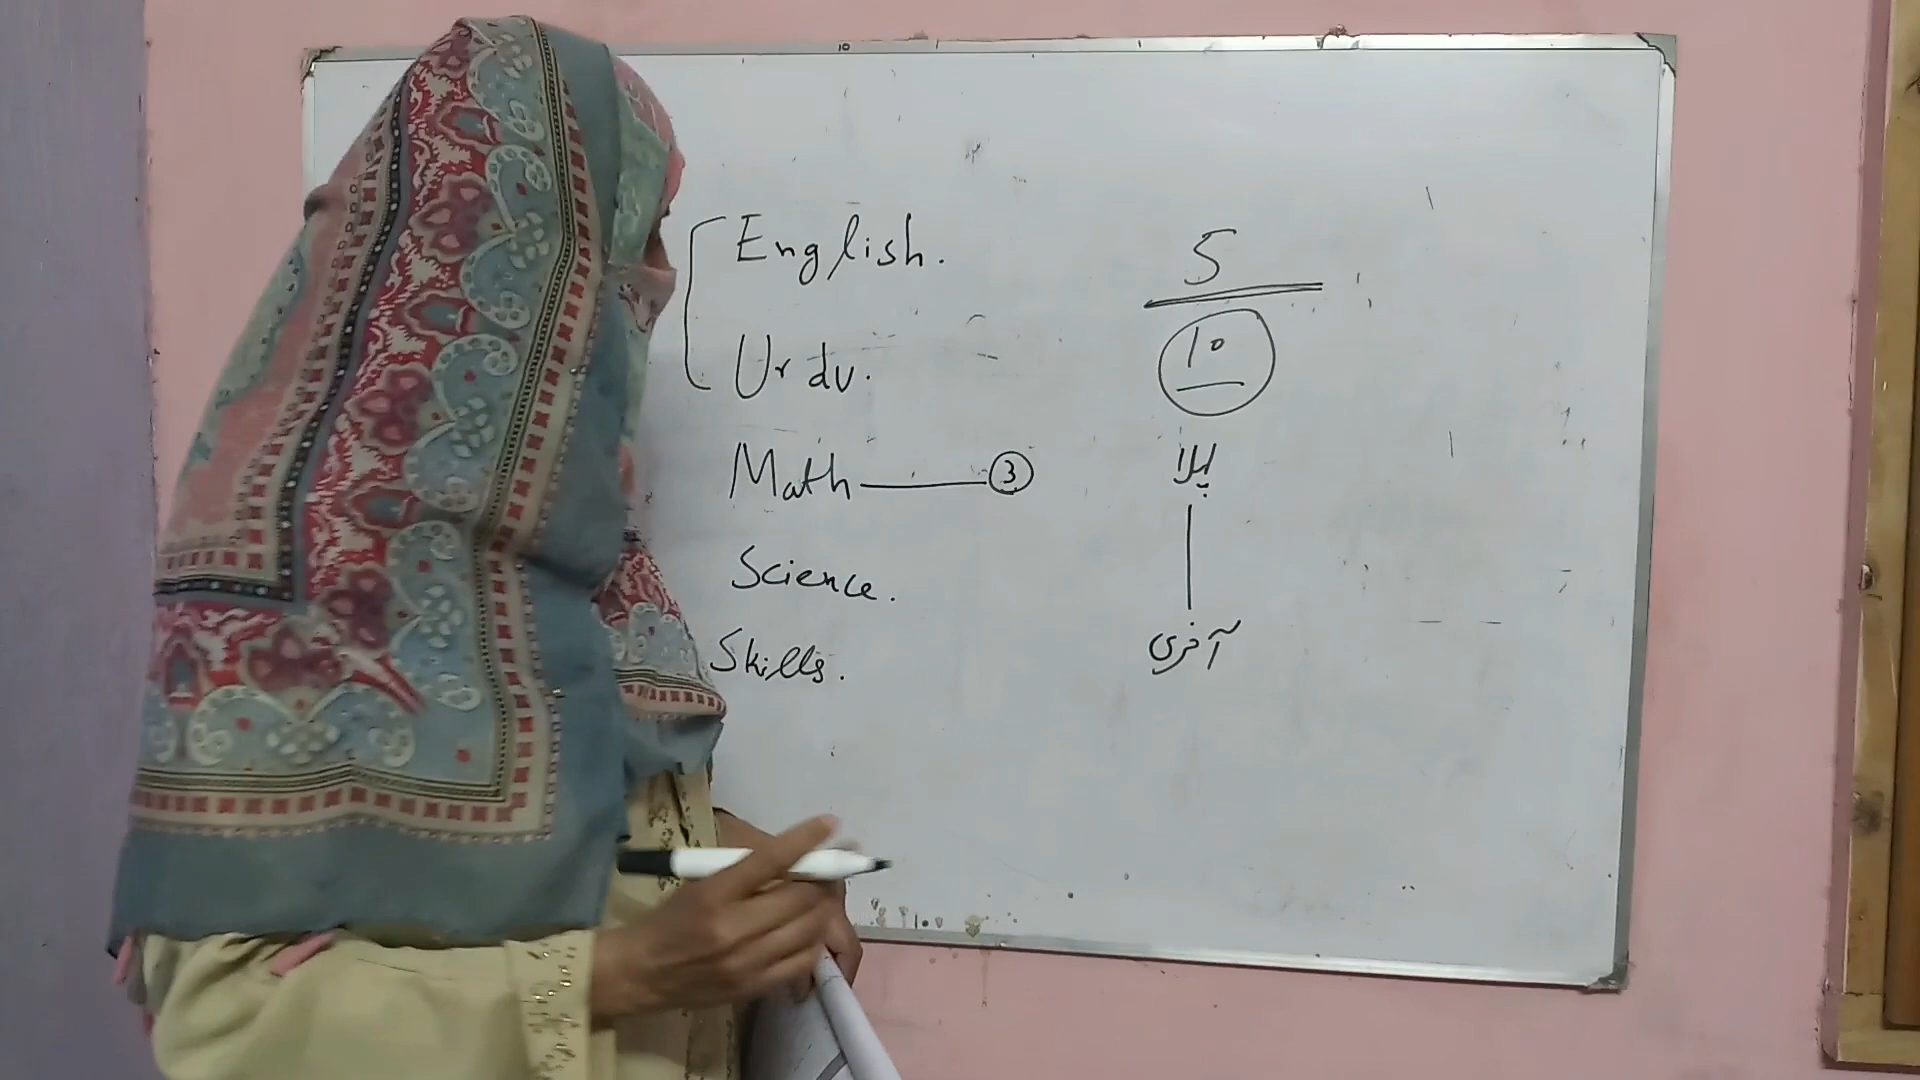 English.
Urdu.
Math — 3
Science.
Skills.
5
10
پہلا
آخری